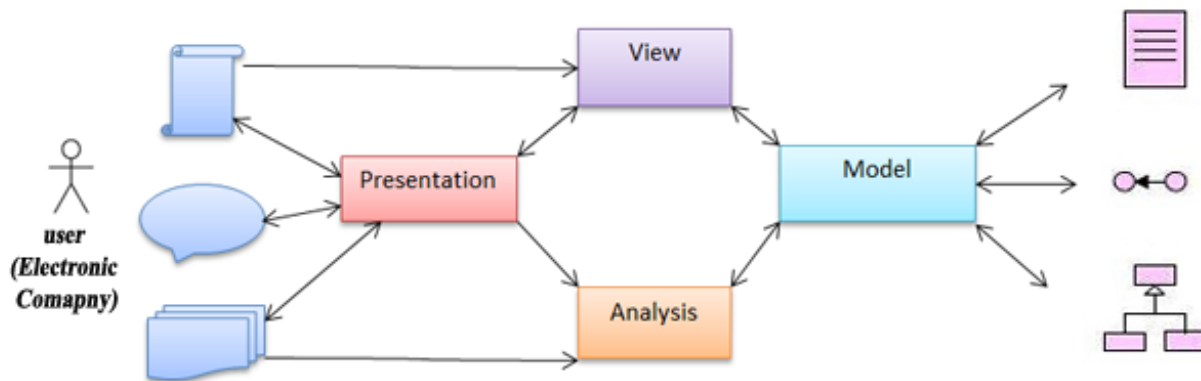 View
Presentation
Model
user
(Electronic
Comapny)
Analysis